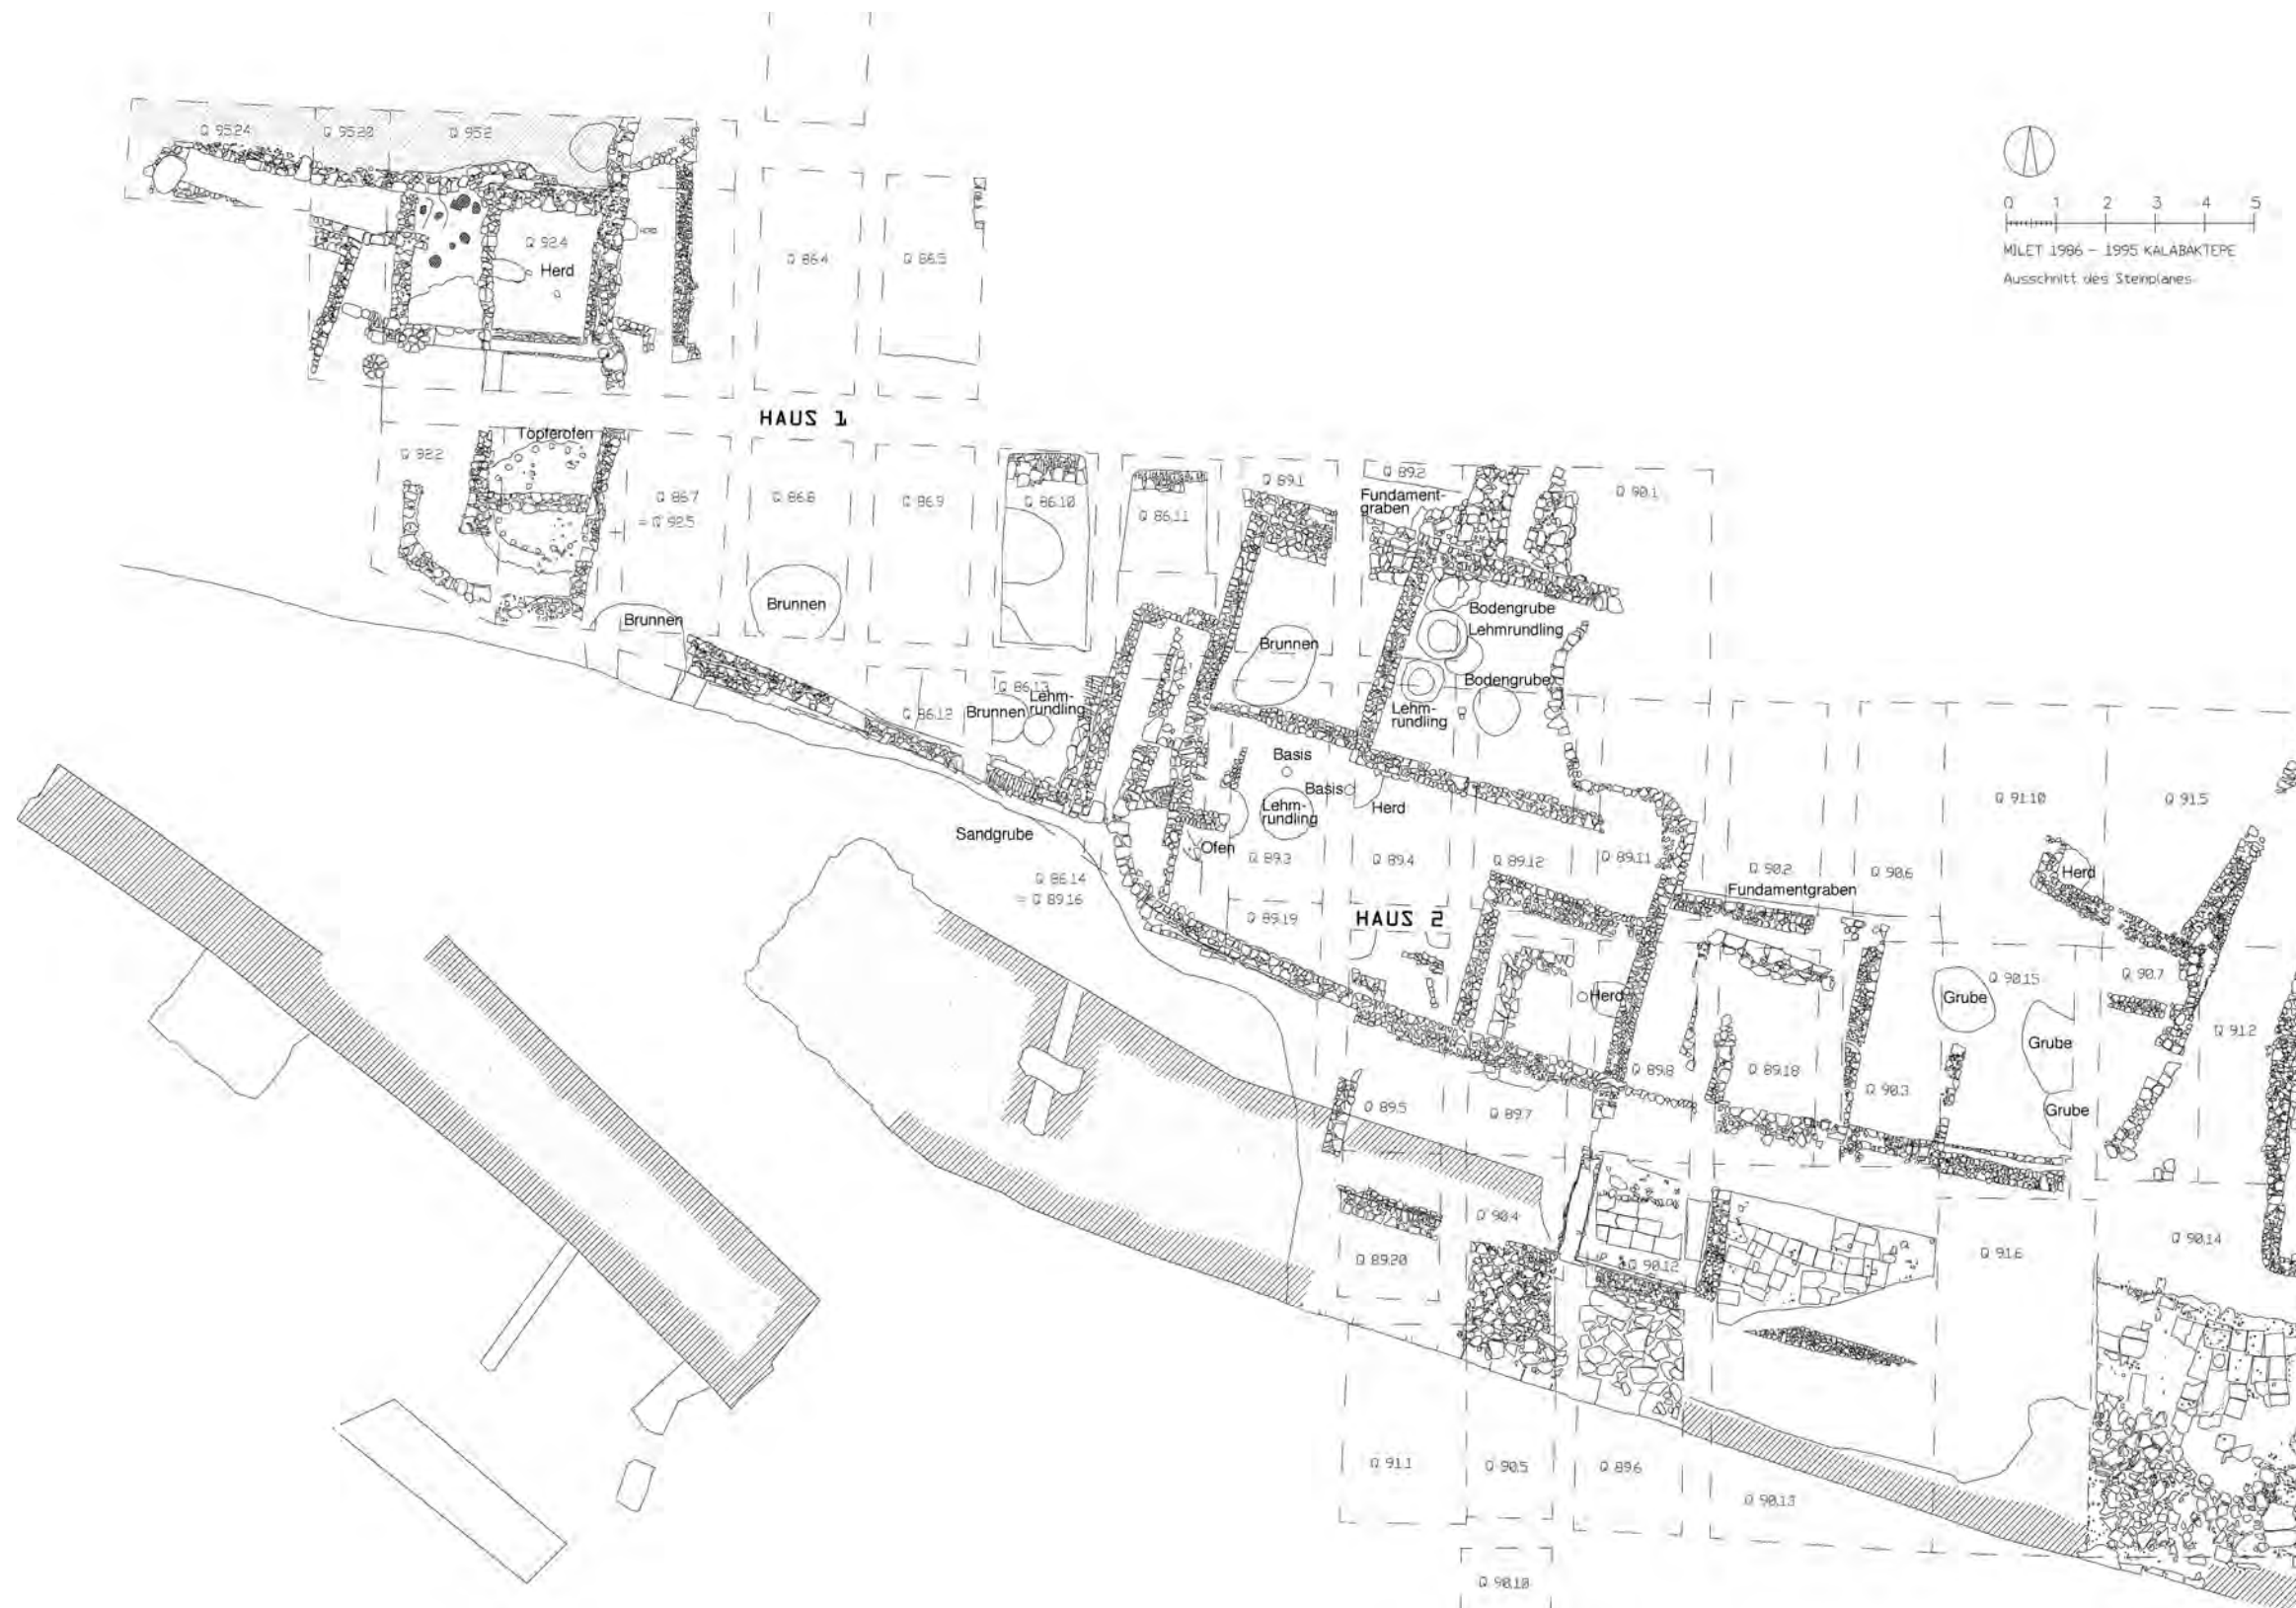 Q 95.24
Q 95.20
Q 95.2
0 1 2 3 4 5
MILET 1986 - 1995 KALABAKTEPE
Ausschnitt des Steinplanes
Q 92.4
Herd
Q 86.4
Q 86.5
HAUS 1
Töpferofen
Q 92.2
Q 86.7
= Q 92.5
Q 86.8
Q 86.9
Q 86.10
Q 86.11
Q 89.1
Q 89.2
Fundament-
graben
Q 90.1
Brunnen
Brunnen
Brunnen
Bodengrube
Lehmrundling
Bodengrube
Lehm-
rundling
Q 86.12
Q 86.13
Brunnen
Lehm-
rundling
Basis
Basis
Herd
Lehm-
rundling
Ofen
Sandgrube
Q 86.14
= Q 89.16
Q 89.3
Q 89.4
Q 89.12
Q 89.11
Q 90.2
Q 90.6
Q 91.10
Q 91.5
Herd
Fundamentgraben
Q 89.19
HAUS 2
Herd
Grube
Q 90.15
Q 90.7
Grube
Q 91.2
Grube
Q 89.5
Q 89.7
Q 89.8
Q 89.18
Q 90.3
Q 90.4
Q 89.20
Q 90.12
Q 91.6
Q 90.14
Q 91.1
Q 90.5
Q 89.6
Q 90.13
Q 90.10